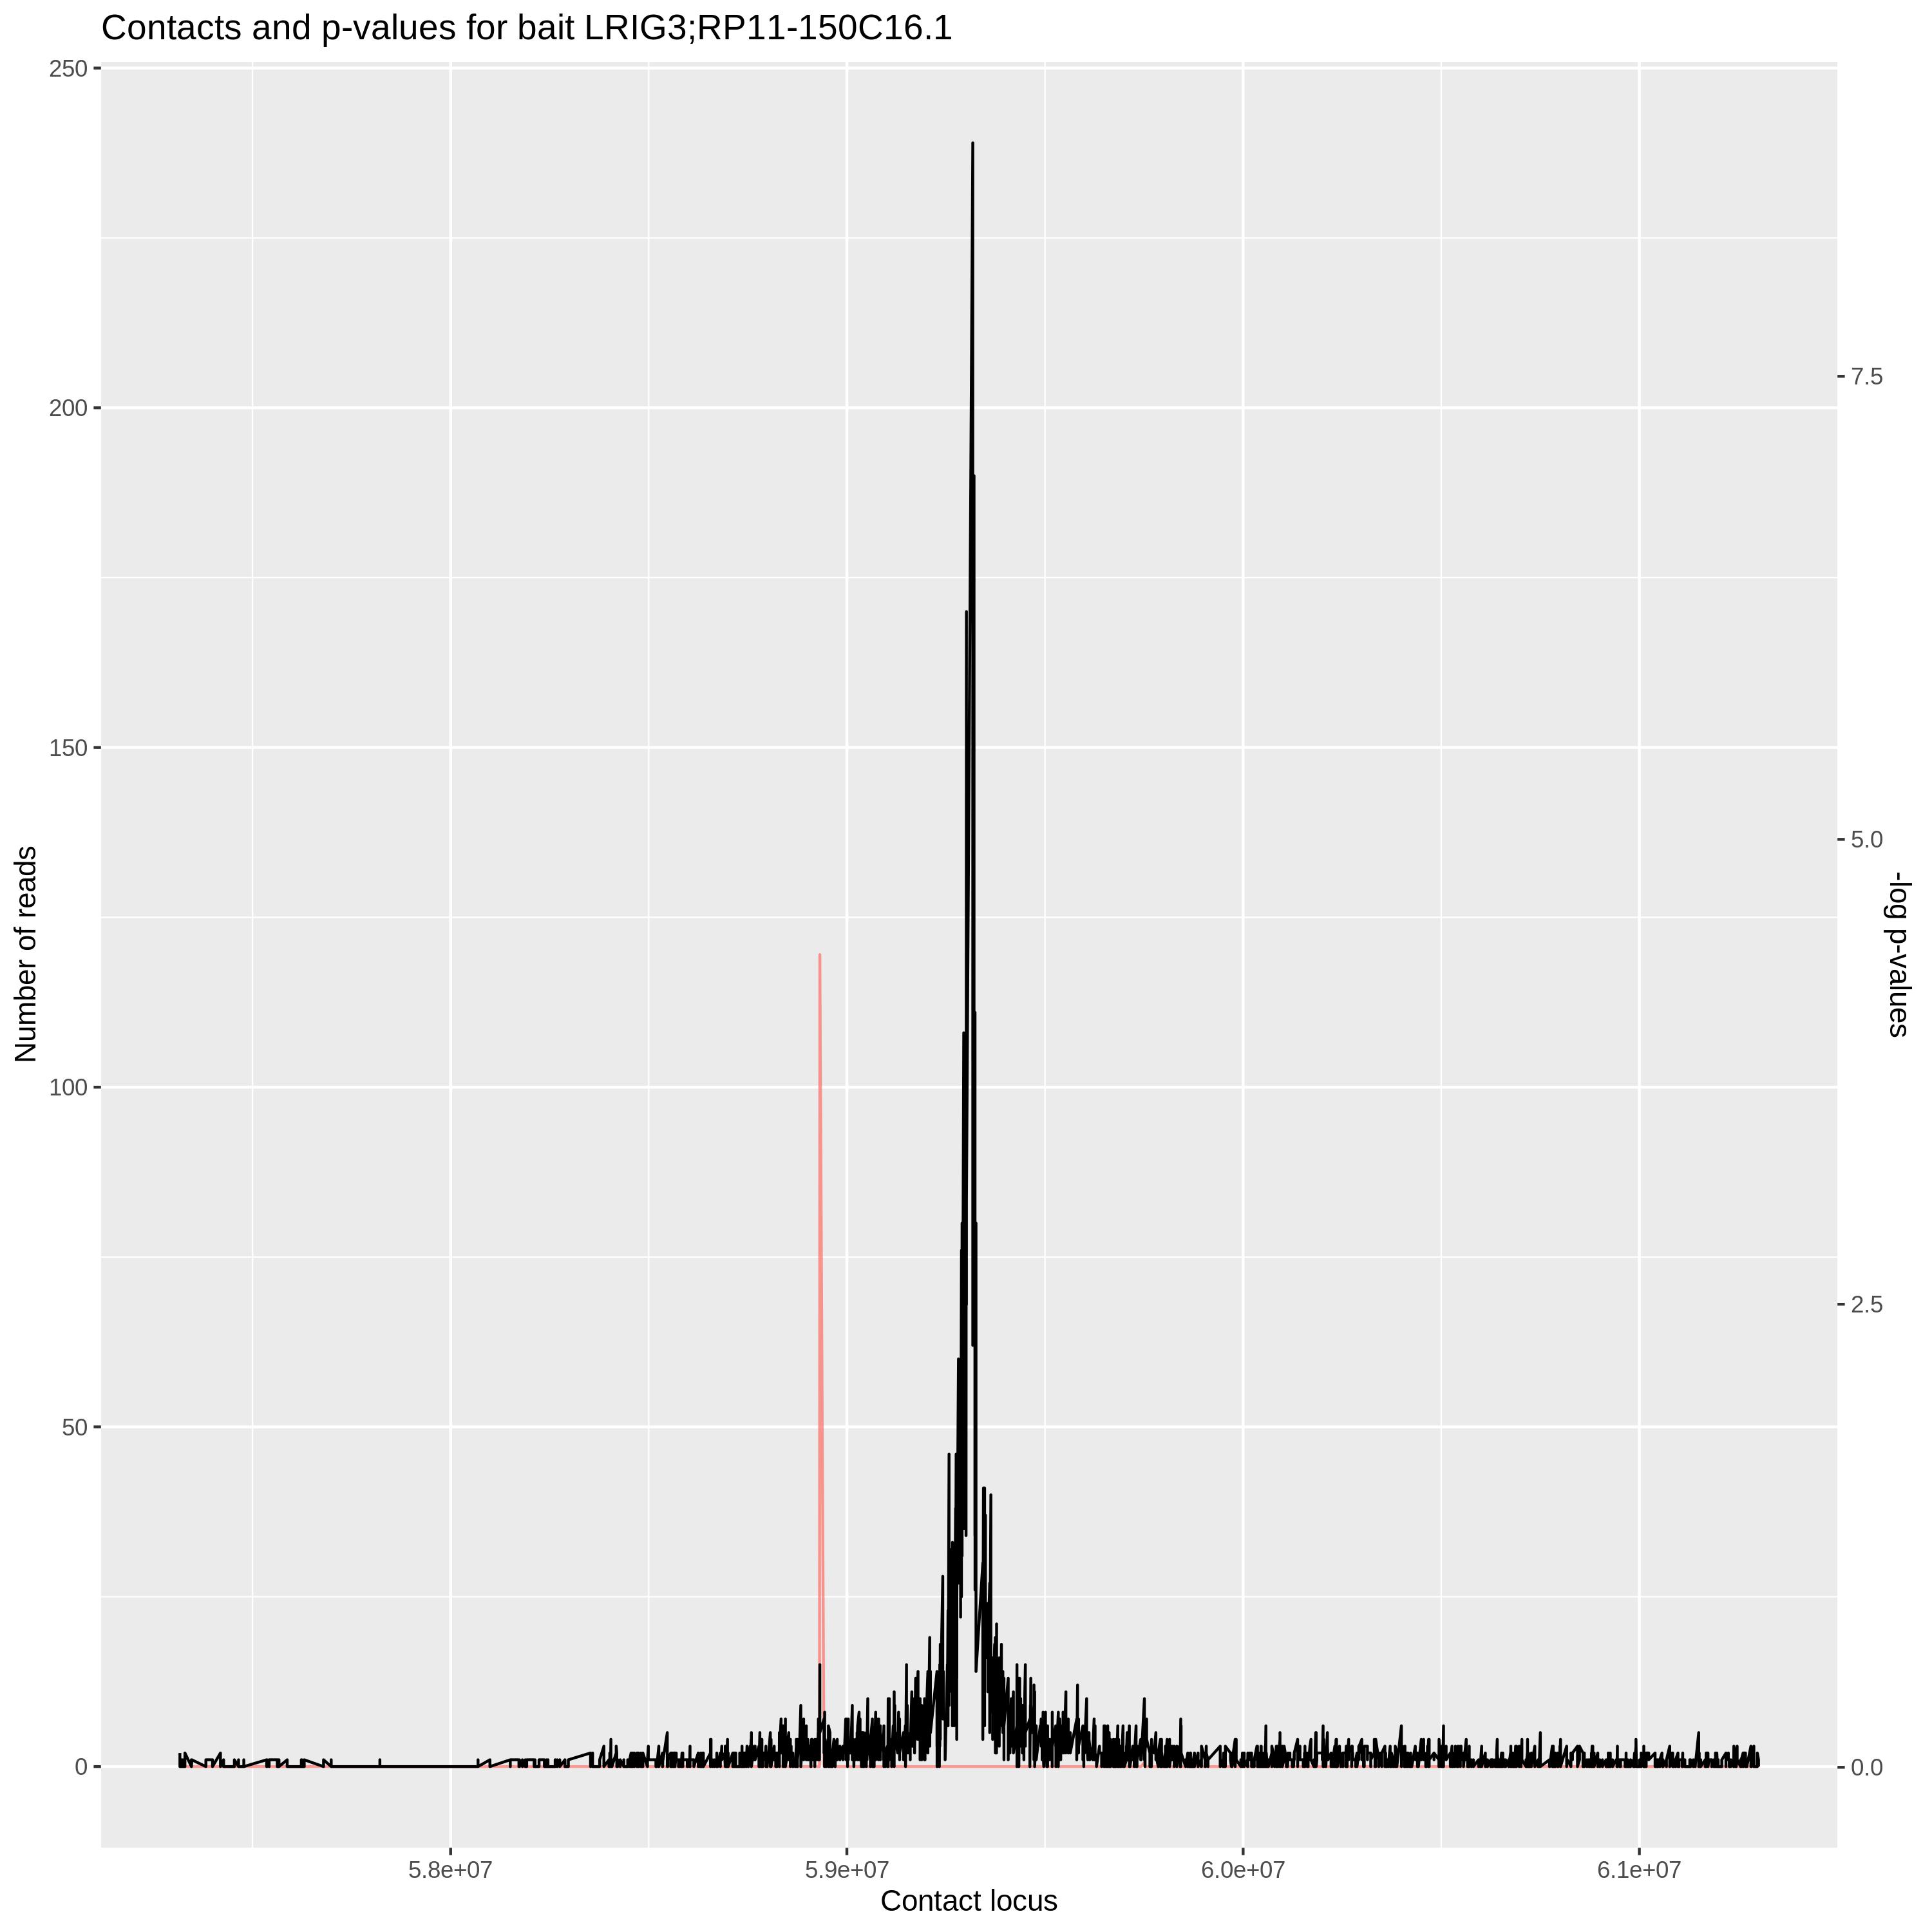 Contacts and p-values for bait LRIG3;RP11-150C16.1
250
200
150
100
50
0
Number of reads
7.5
5.0
2.5
0.0
-log p-values
5.8e+07
5.9e+07
6.0e+07
6.1e+07
Contact locus